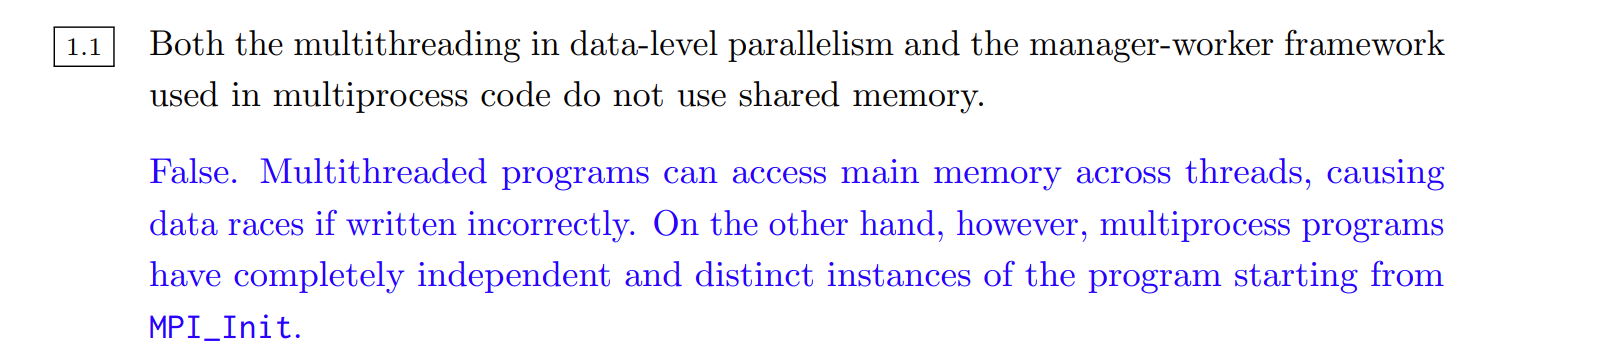 1.1 Both the multithreading in data-level parallelism and the manager-worker framework
used in multiprocess code do not use shared memory.
False. Multithreaded programs can access main memory across threads, causing
data races if written incorrectly. On the other hand, however, multiprocess programs
have completely independent and distinct instances of the program starting from
MPI_Init.